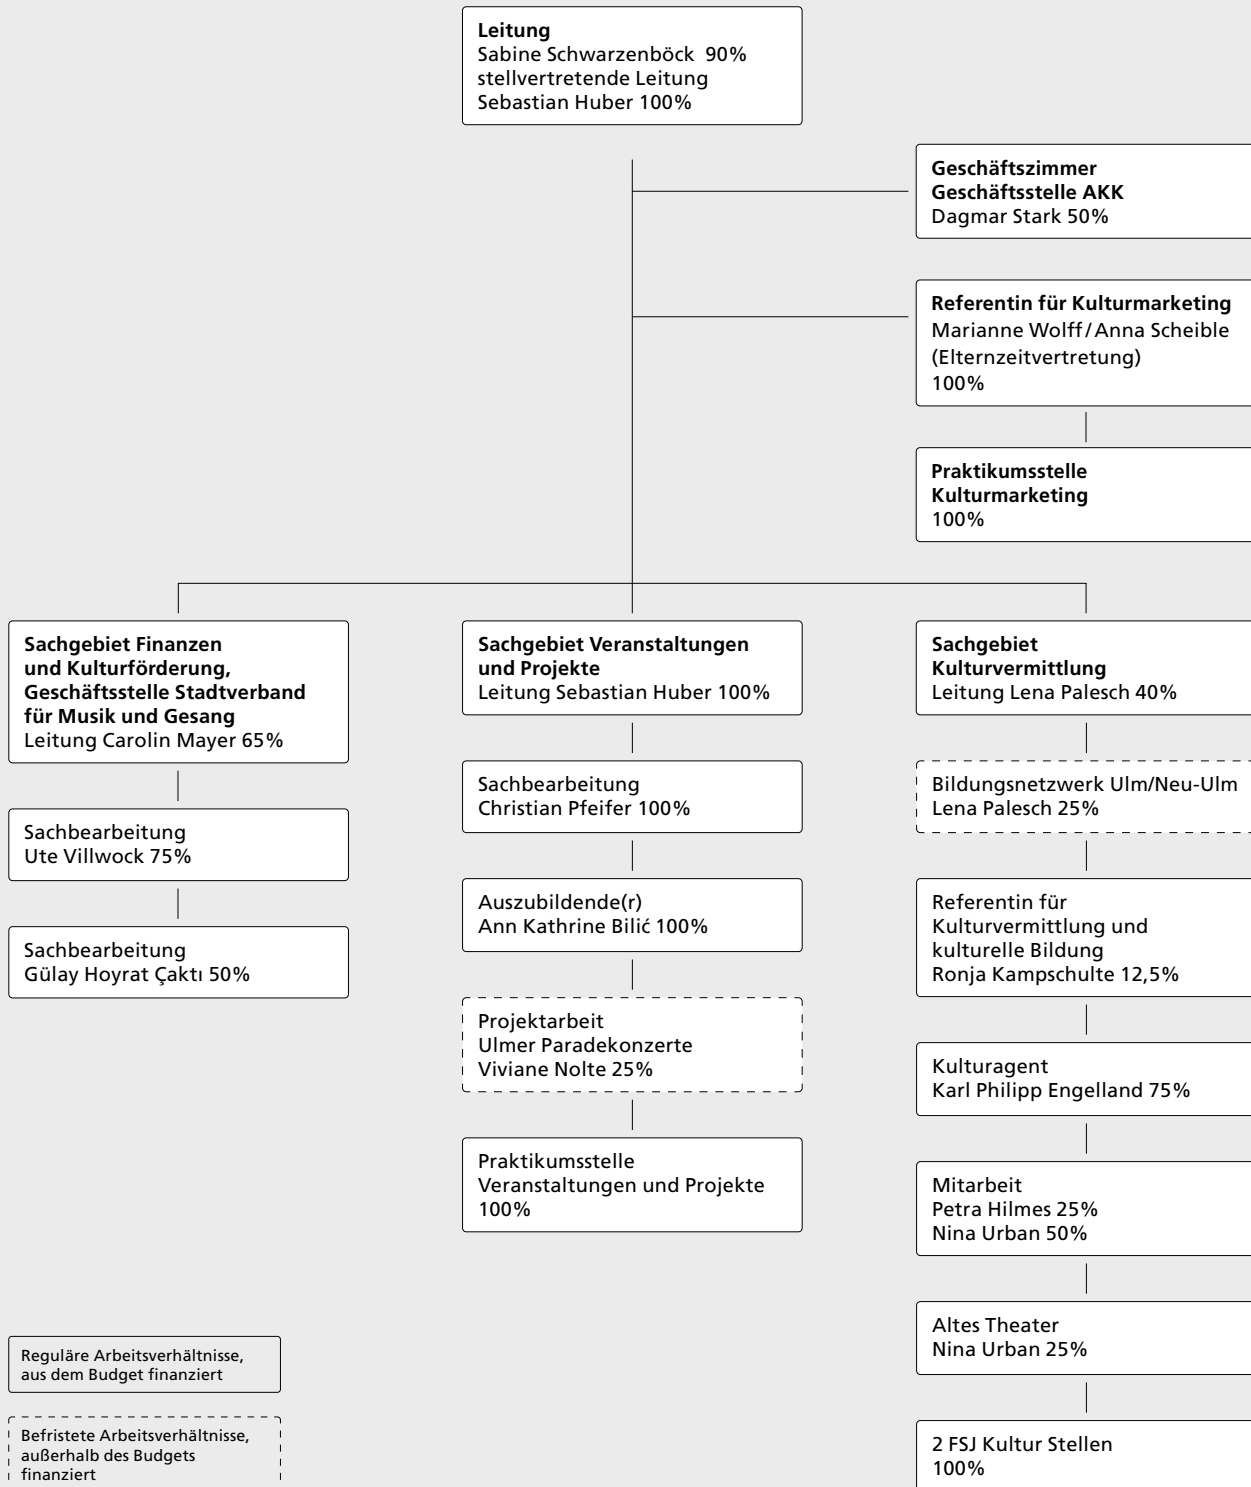 Leitung
Sabine Schwarzenböck 90%
stellvertretende Leitung
Sebastian Huber 100%
Geschäftszimmer
Geschäftsstelle AKK
Dagmar Stark 50%
Referentin für Kulturmarketing
Marianne Wolff/Anna Scheible
(Elternzeitvertretung)
100%
Praktikumsstelle
Kulturmarketing
100%
Sachgebiet Finanzen
und Kulturförderung,
Geschäftsstelle Stadtverband
für Musik und Gesang
Leitung Carolin Mayer 65%
Sachbearbeitung
Ute Villwock 75%
Sachbearbeitung
Gülay Hoyrat Çaktı 50%
Sachgebiet Veranstaltungen
und Projekte
Leitung Sebastian Huber 100%
Sachbearbeitung
Christian Pfeifer 100%
Auszubildende(r)
Ann Kathrine Bilić 100%
Projektarbeit
Ulmer Paradekonzerte
Viviane Nolte 25%
Praktikumsstelle
Veranstaltungen und Projekte
100%
Sachgebiet
Kulturvermittlung
Leitung Lena Palesch 40%
Bildungsnetzwerk Ulm/Neu-Ulm
Lena Palesch 25%
Referentin für
Kulturvermittlung und
kulturelle Bildung
Ronja Kampschulte 12,5%
Kulturagent
Karl Philipp Engelland 75%
Mitarbeit
Petra Hilmes 25%
Nina Urban 50%
Altes Theater
Nina Urban 25%
2 FSJ Kultur Stellen
100%
Reguläre Arbeitsverhältnisse,
aus dem Budget finanziert
Befristete Arbeitsverhältnisse,
außerhalb des Budgets
finanziert